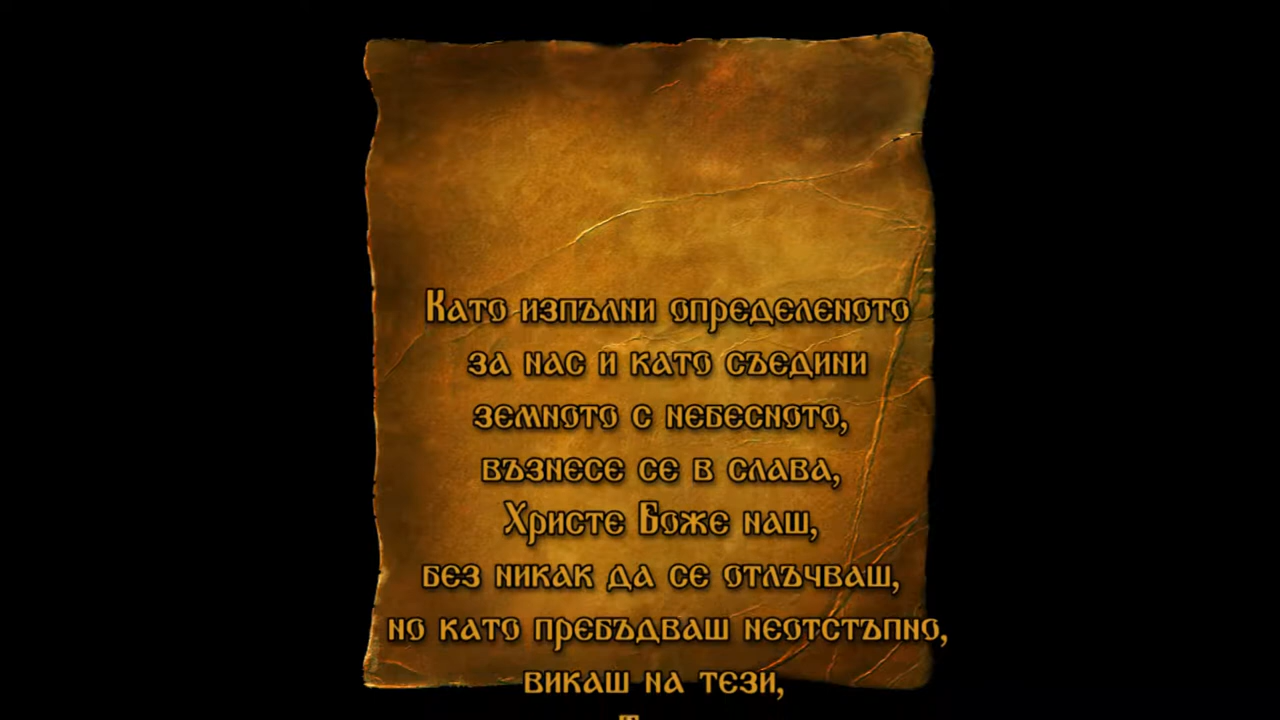 Като изпълни определеното
за нас и като съедини
земното с небесното,
възнесе се в слава,
Христе Боже наш,
без никак да се отлъчваш,
но като пребъдваш неотстъпно,
викаш на тези,